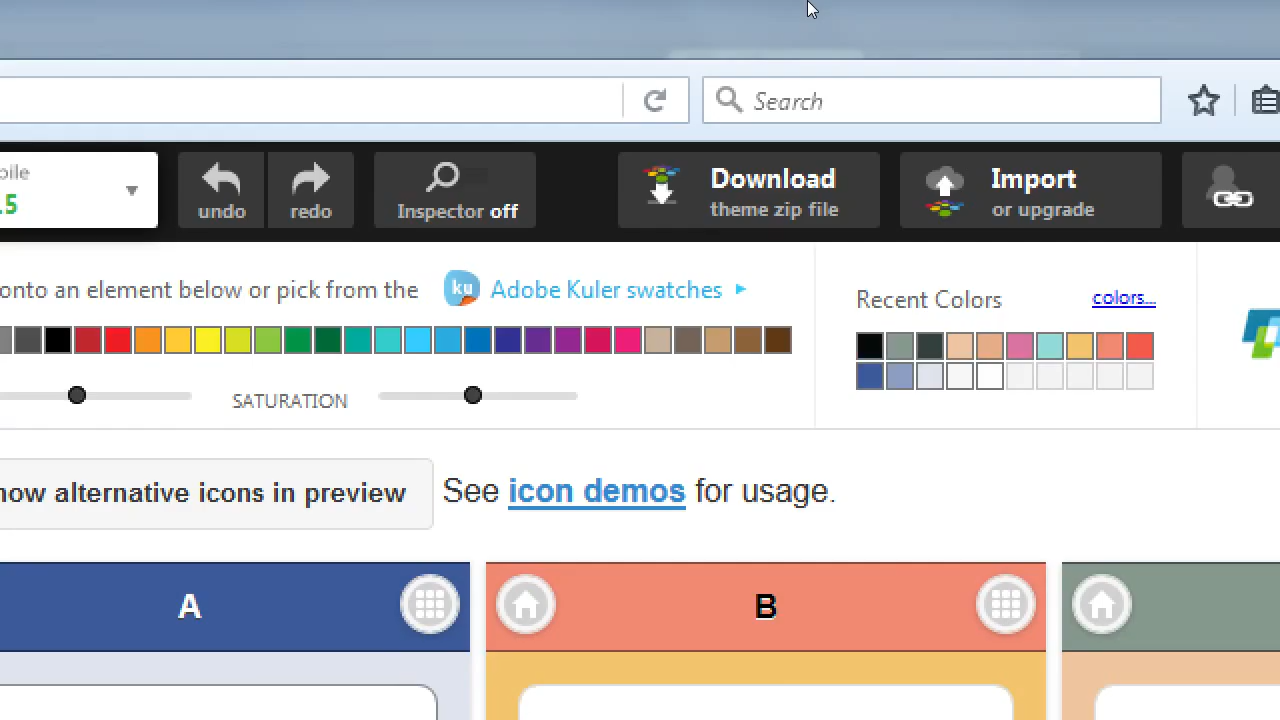 Search
bile
.5
undo
redo
Inspector off
Download
theme zip file
Import
or upgrade
onto an element below or pick from the
ku
Adobe Kuler swatches
Recent Colors
colors...
SATURATION
how alternative icons in preview
See icon demos for usage.
A
B